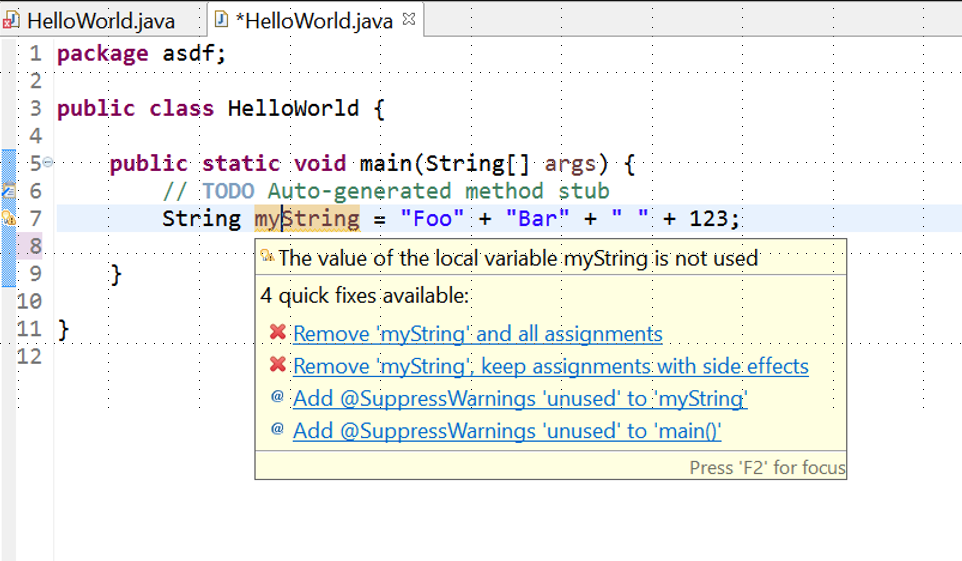 HelloWorld.java
*HelloWorld.java
1 package asdf;
2
3 public class HelloWorld {
4
5 public static void main(String[] args) {
6 // TODO Auto-generated method stub
7 String myString = "Foo" + "Bar" + " " + 123;
8
9 }
10
11 }
12
The value of the local variable myString is not used
4 quick fixes available:
Remove 'myString' and all assignments
Remove 'myString', keep assignments with side effects
@ Add @SuppressWarnings 'unused' to 'myString'
@ Add @SuppressWarnings 'unused' to 'main()'
Press 'F2' for focus